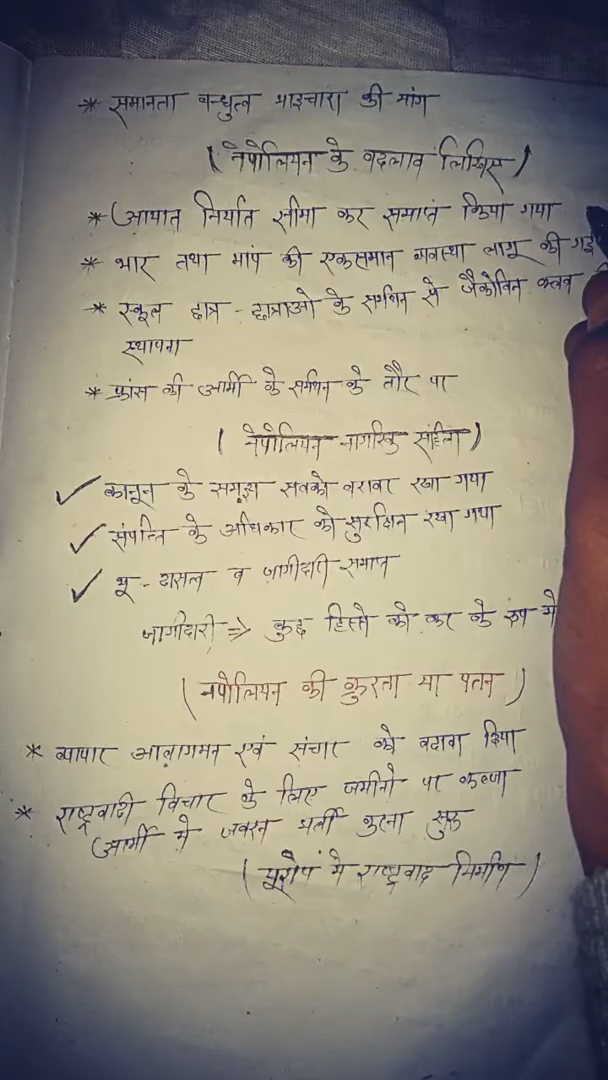 * समानता बन्धुत्व भाइचारा की मांग
( नेपोलियन के बदलाव लिखिए )
* आयात निर्यात सीमा कर समाप्त किया गया
* भार तथा माप की एकसमान व्यवस्था लागू की गई
* स्कूल छात्र - छात्राओ के समर्थन से जैकोबिन क्लब
स्थापना
* फ्रांस की आर्मी के समर्थन के तौर पर
( नेपोलियन नागरिक संहिता )
✓ कानून के समक्ष सबको बराबर रखा गया
✓ संपत्ति के अधिकार को सुरक्षित रखा गया
✓ भू - दासत्व व जागीदारी समाप्त
जागीदारी => कुछ हिस्से को कर के रुप मे
( नेपोलियन की क्रुरता या पतन )
* व्यापार आवागमन एवं संचार को बढावा दिया
* राष्ट्रवादी विचार के लिए जमीनो पर कब्जा
आर्मी मे जबरन भर्ती करना सुरू
( यूरोप मे राष्ट्रवाद निर्माण )